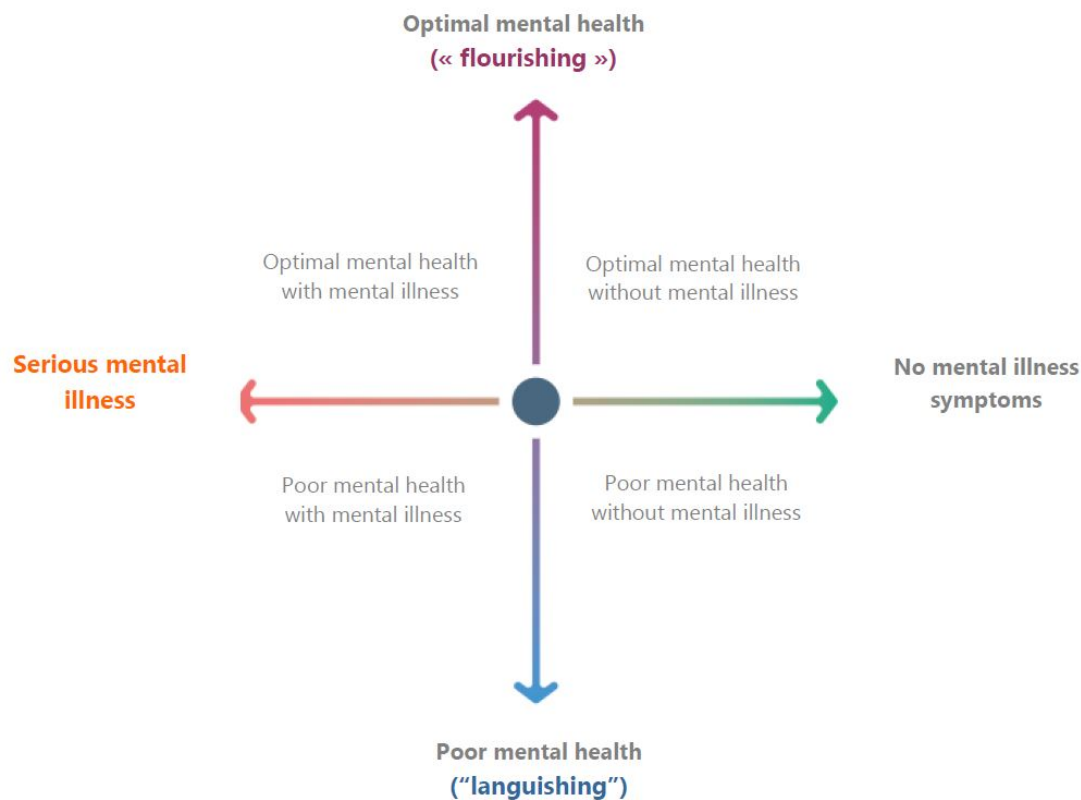 Optimal mental health
(« flourishing »)
Optimal mental health
with mental illness
Optimal mental health
without mental illness
Serious mental
illness
No mental illness
symptoms
Poor mental health
with mental illness
Poor mental health
without mental illness
Poor mental health
(“languishing”)